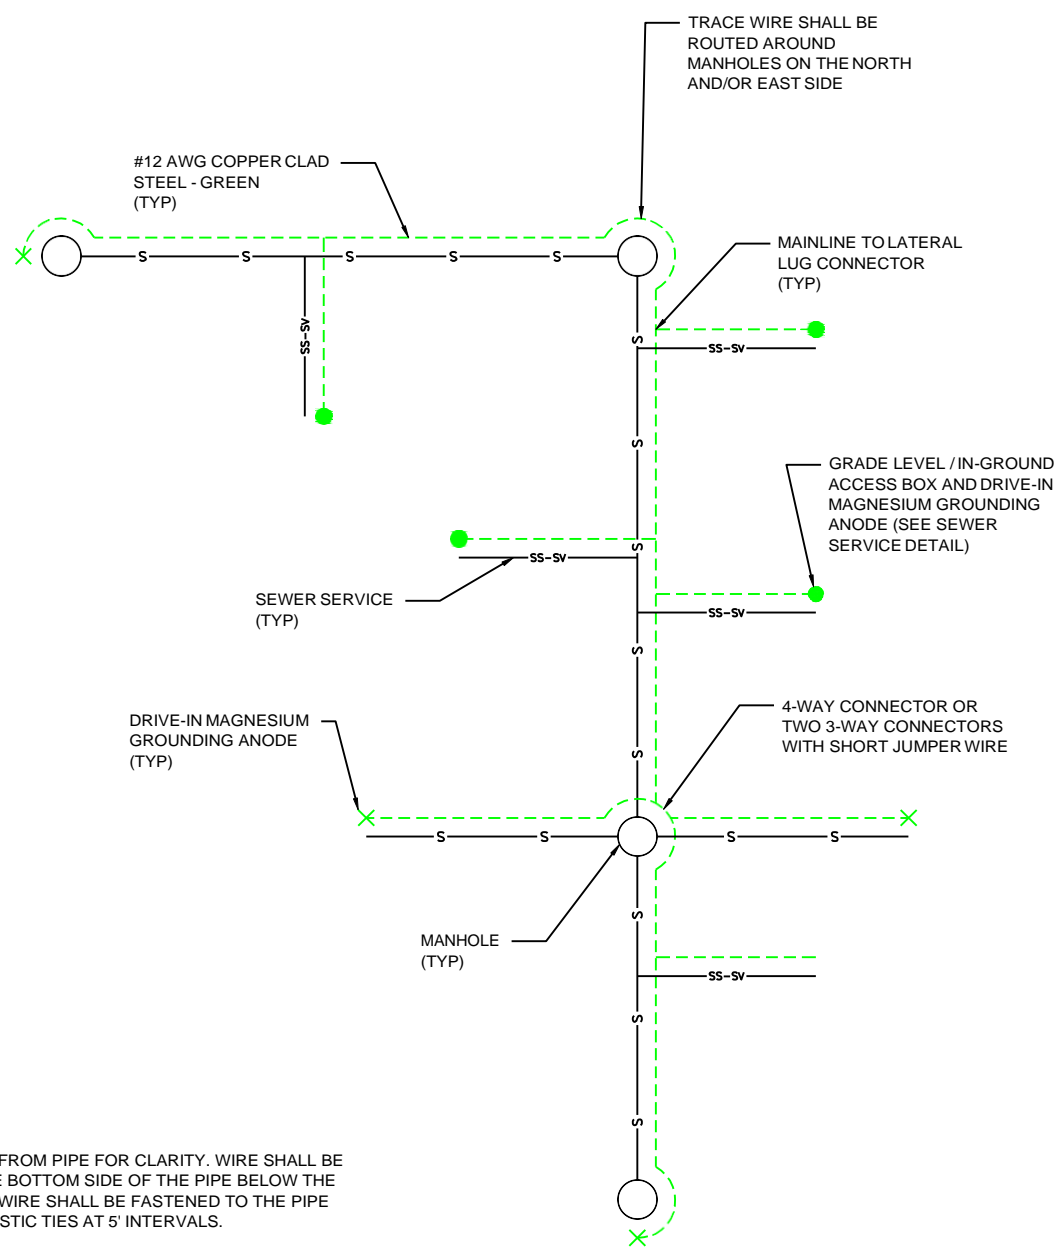 TRACE WIRE SHALL BE
ROUTED AROUND
MANHOLES ON THE NORTH
AND/OR EAST SIDE
#12 AWG COPPER CLAD
STEEL - GREEN
(TYP)
MAINLINE TO LATERAL
LUG CONNECTOR
(TYP)
S S S S S
SS-SV
S
SS-SV
S
GRADE LEVEL / IN-GROUND
ACCESS BOX AND DRIVE-IN
MAGNESIUM GROUNDING
ANODE (SEE SEWER
SERVICE DETAIL)
S
SS-SV
SEWER SERVICE
(TYP)
SS-SV
S
4-WAY CONNECTOR OR
TWO 3-WAY CONNECTORS
WITH SHORT JUMPER WIRE
DRIVE-IN MAGNESIUM
GROUNDING ANODE
(TYP)
S
S S S S
S
MANHOLE
(TYP)
SS-SV
S
S
FROM PIPE FOR CLARITY. WIRE SHALL BE
BOTTOM SIDE OF THE PIPE BELOW THE
WIRE SHALL BE FASTENED TO THE PIPE
STIC TIES AT 5' INTERVALS.